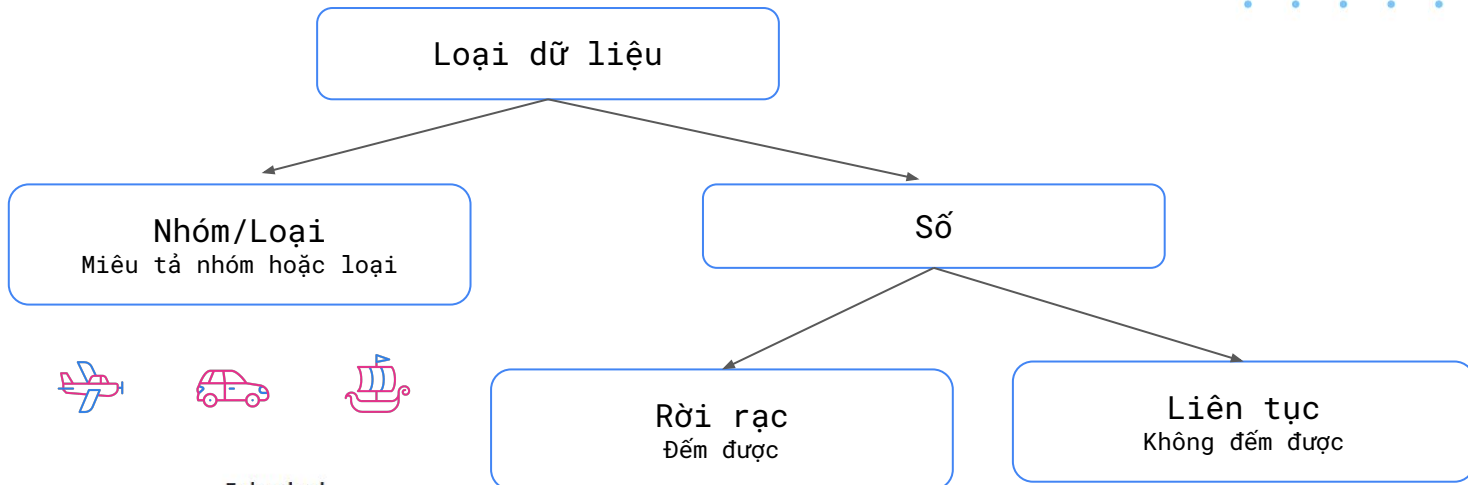 Loại dữ liệu
Nhóm/Loại
Miêu tả nhóm hoặc loại
Số
Rời rạc
Đếm được
Liên tục
Không đếm được